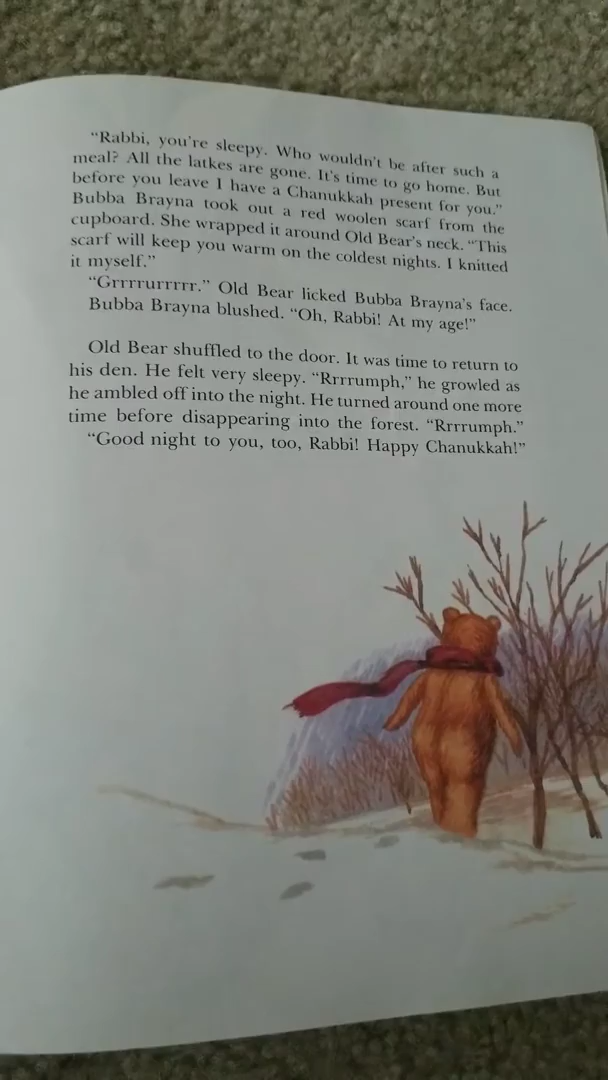 “Rabbi, you’re sleepy. Who wouldn’t be after such a
meal? All the latkes are gone. It’s time to go home. But
before you leave I have a Chanukkah present for you.”
Bubba Brayna took out a red woolen scarf from the
cupboard. She wrapped it around Old Bear’s neck. “This
scarf will keep you warm on the coldest nights. I knitted
it myself.”
“Grrrrurrrrr.” Old Bear licked Bubba Brayna’s face.
Bubba Brayna blushed. “Oh, Rabbi! At my age!”
Old Bear shuffled to the door. It was time to return to
his den. He felt very sleepy. “Rrrrumph,” he growled as
he ambled off into the night. He turned around one more
time before disappearing into the forest. “Rrrrumph.”
“Good night to you, too, Rabbi! Happy Chanukkah!”